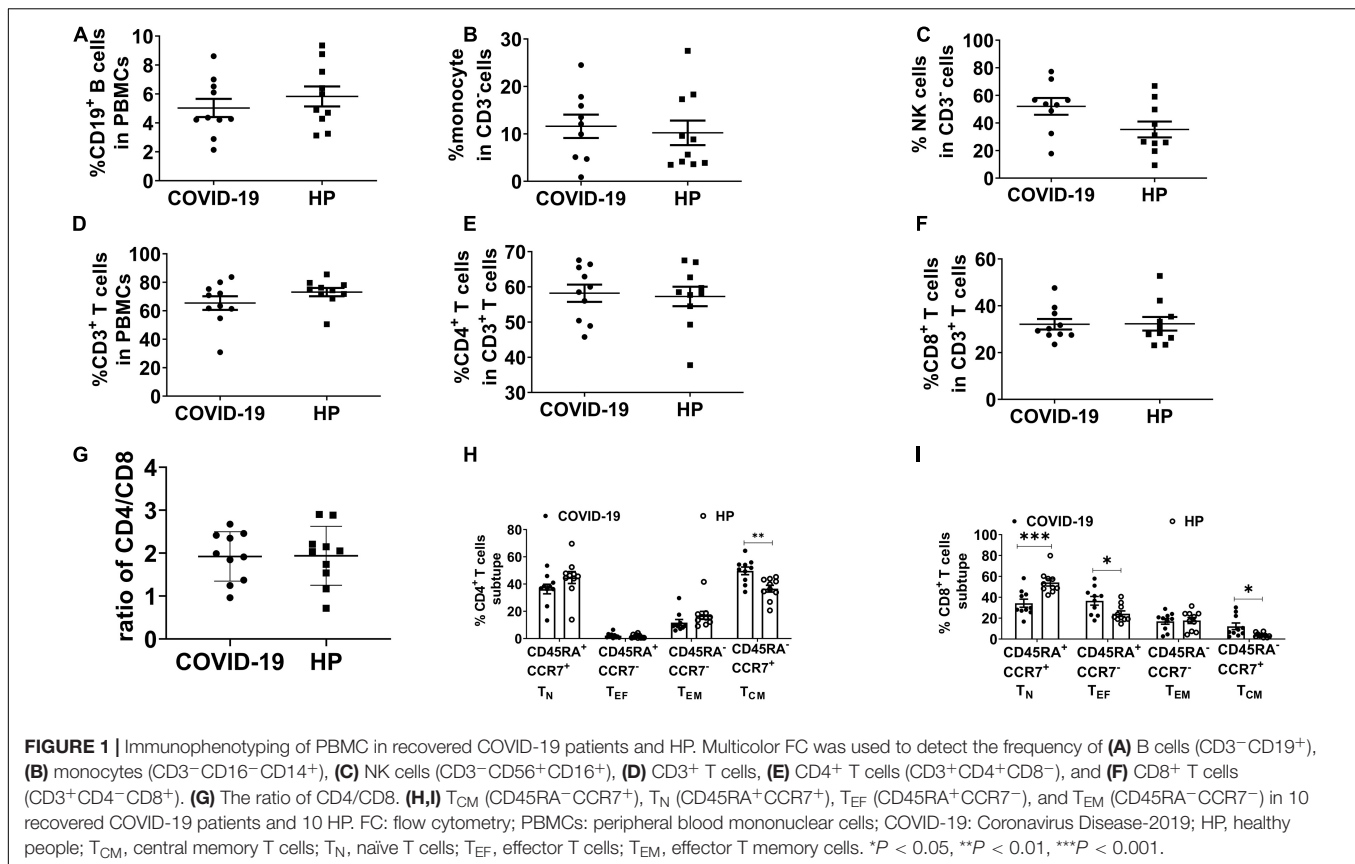 A
%CD19+ B cells
in PBMCs
10
8
6
4
2
0
COVID-19 HP
B
%monocyte
in CD3-cells
30
20
10
0
COVID-19 HP
C
% NK cells
in CD3- cells
100
80
60
40
20
0
COVID-19 HP
D
%CD3+ T cells
in PBMCs
100
80
60
40
20
0
COVID-19 HP
E
%CD4+ T cells
in CD3+ T cells
70
60
50
40
30
COVID-19 HP
F
%CD8+ T cells
in CD3+ T cells
60
40
20
0
COVID-19 HP
G
ratio of CD4/CD8
4
3
2
1
0
COVID-19 HP
H
COVID-19 HP
% CD4+ T cells
subtupe
80
60
40
20
0
**
CD45RA+ CD45RA+ CD45RA- CD45RA-
CCR7+ CCR7- CCR7- CCR7+
TN TEF TEM TCM
I
COVID-19 HP
% CD8+ T cells
subtupe
100
80
60
40
20
0
*** * *
CD45RA+ CD45RA+ CD45RA- CD45RA-
CCR7+ CCR7- CCR7- CCR7+
TN TEF TEM TCM
FIGURE 1 | Immunophenotyping of PBMC in recovered COVID-19 patients and HP. Multicolor FC was used to detect the frequency of (A) B cells (CD3−CD19+),
(B) monocytes (CD3−CD16−CD14+), (C) NK cells (CD3−CD56+CD16+), (D) CD3+ T cells, (E) CD4+ T cells (CD3+CD4+CD8−), and (F) CD8+ T cells
(CD3+CD4−CD8+). (G) The ratio of CD4/CD8. (H,I) TCM (CD45RA−CCR7+), TN (CD45RA+CCR7+), TEF (CD45RA+CCR7−), and TEM (CD45RA−CCR7−) in 10
recovered COVID-19 patients and 10 HP. FC: flow cytometry; PBMCs: peripheral blood mononuclear cells; COVID-19: Coronavirus Disease-2019; HP, healthy
people; TCM, central memory T cells; TN, naïve T cells; TEF, effector T cells; TEM, effector T memory cells. *P < 0.05, **P < 0.01, ***P < 0.001.